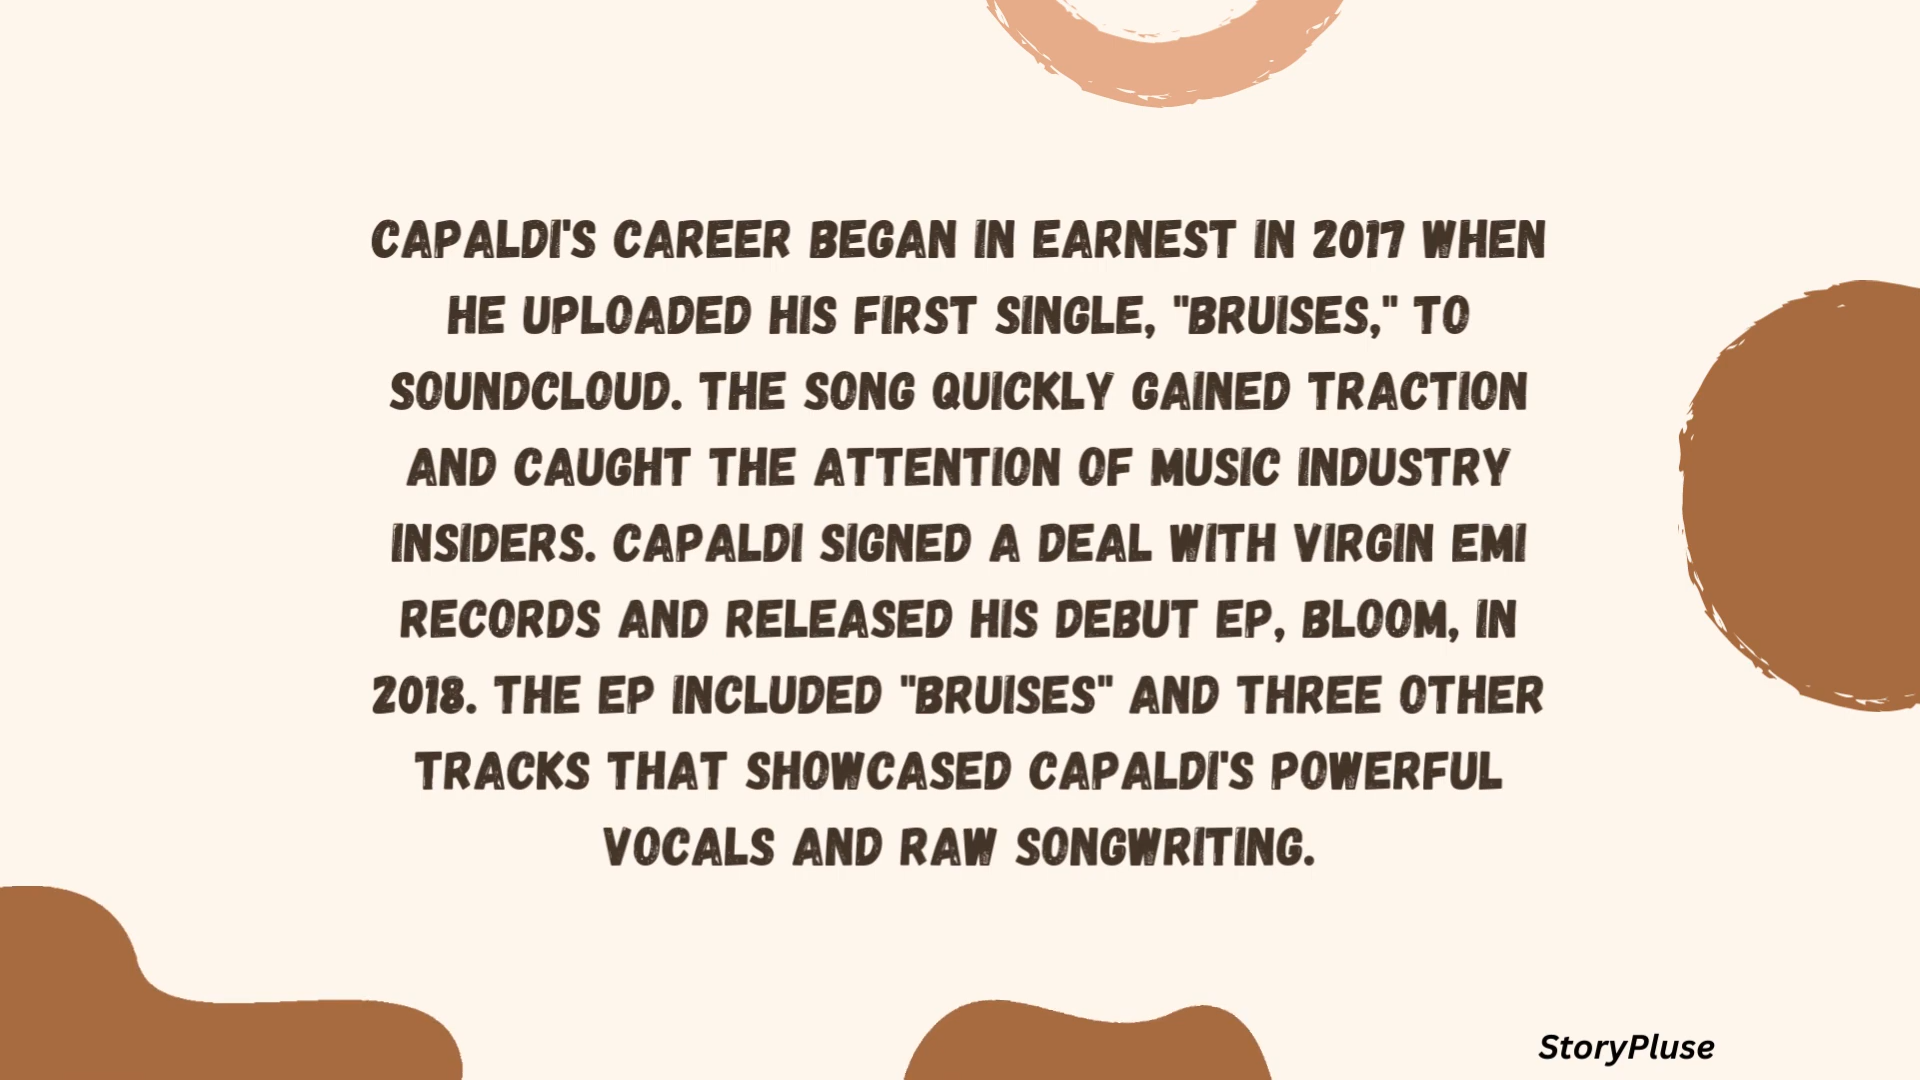 CAPALDI'S CAREER BEGAN IN EARNEST IN 2017 WHEN
HE UPLOADED HIS FIRST SINGLE, "BRUISES," TO
SOUNDCLOUD. THE SONG QUICKLY GAINED TRACTION
AND CAUGHT THE ATTENTION OF MUSIC INDUSTRY
INSIDERS. CAPALDI SIGNED A DEAL WITH VIRGIN EMI
RECORDS AND RELEASED HIS DEBUT EP, BLOOM, IN
2018. THE EP INCLUDED "BRUISES" AND THREE OTHER
TRACKS THAT SHOWCASED CAPALDI'S POWERFUL
VOCALS AND RAW SONGWRITING.
StoryPluse